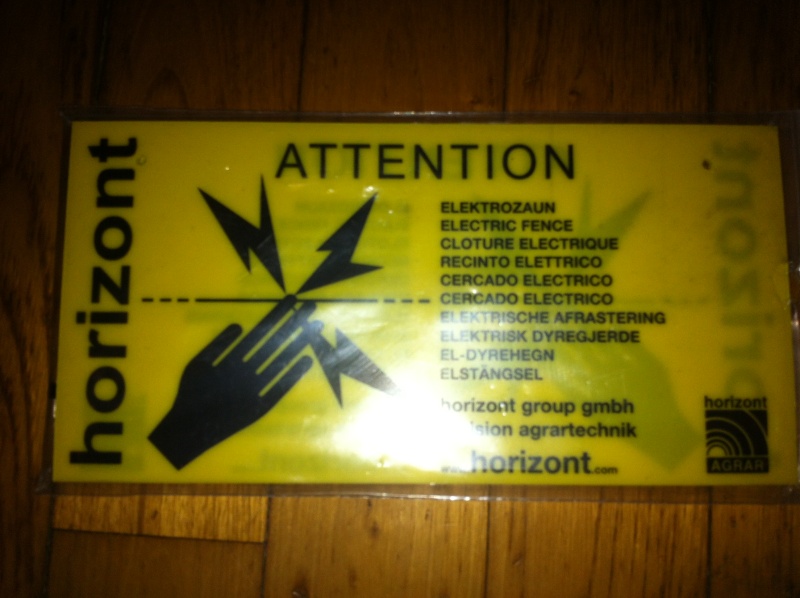 horizont
ATTENTION
ELEKTROZAUN
ELECTRIC FENCE
CLOTURE ELECTRIQUE
RECINTO ELETTRICO
CERCADO ELECTRICO
CERCADO ELECTRICO
ELEKTRISCHE AFRASTERING
ELEKTRISK DYREGJERDE
EL-DYREHEGN
ELSTÄNGSEL
horizont group gmbh
agrartechnik
horizont.com
horizont
AGRAR